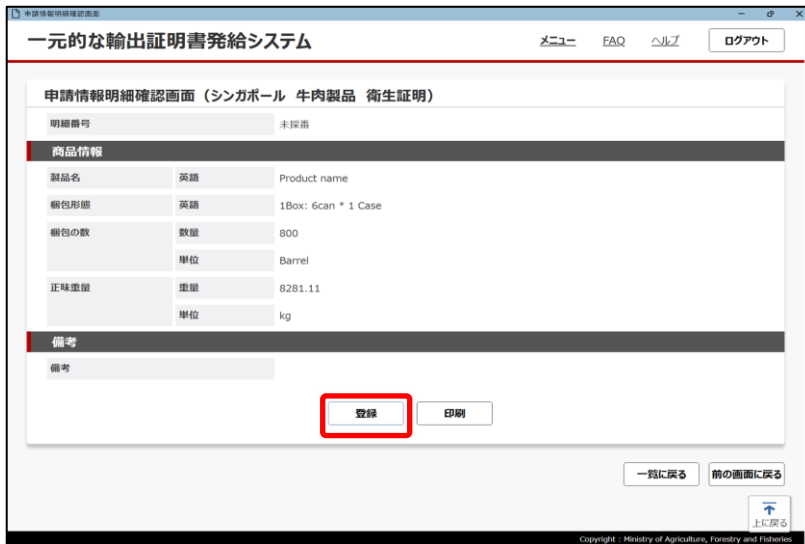 申請情報明細確認画面
一元的な輸出証明書発給システム
メニュー FAQ ヘルプ ログアウト
申請情報明細確認画面（シンガポール 牛肉製品 衛生証明）
明細番号 未採番
商品情報
製品名 英語 Product name
梱包形態 英語 1Box: 6can * 1 Case
梱包の数 数量 800
単位 Barrel
正味重量 重量 8281.11
単位 kg
備考
備考
登録 印刷
一覧に戻る 前の画面に戻る
上に戻る
Copyright : Ministry of Agriculture, Forestry and Fisheries